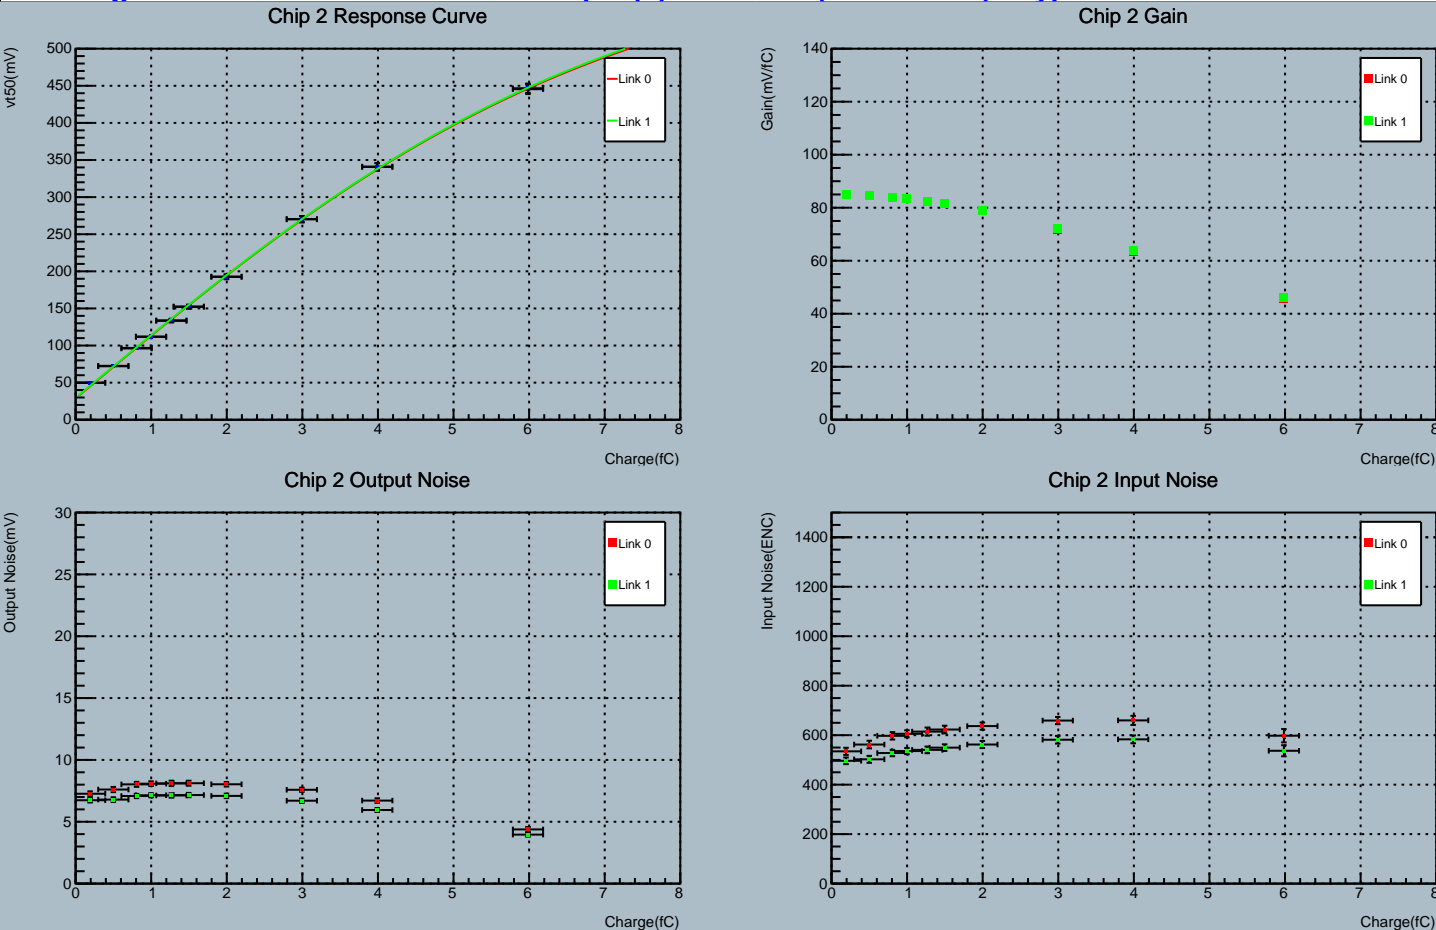 Chip 2 Response Curve
vt50(mV)
500
450
400
350
300
250
200
150
100
50
0
0 1 2 3 4 5 6 7 8
Charge(fC)
Link 0
Link 1
Chip 2 Gain
Gain(mV/fC)
140
120
100
80
60
40
20
0
0 1 2 3 4 5 6 7 8
Charge(fC)
Link 0
Link 1
Chip 2 Output Noise
Output Noise(mV)
30
25
20
15
10
5
0
0 1 2 3 4 5 6 7 8
Charge(fC)
Link 0
Link 1
Chip 2 Input Noise
Input Noise(ENC)
1400
1200
1000
800
600
400
200
0
0 1 2 3 4 5 6 7 8
Charge(fC)
Link 0
Link 1